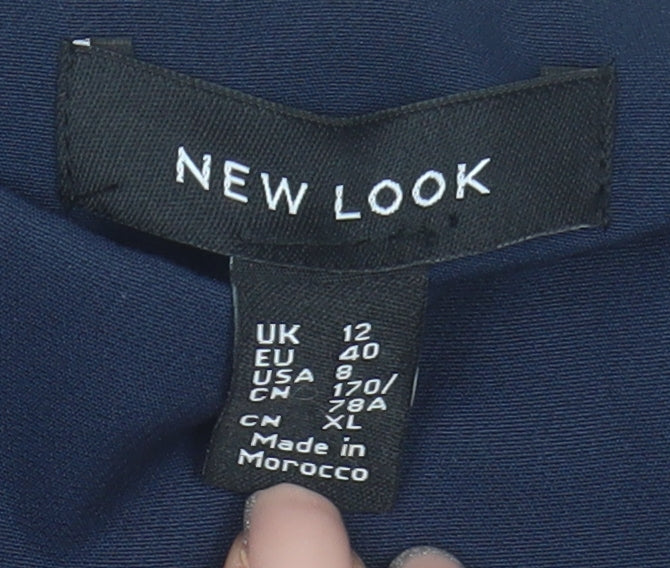 NEW LOOK
UK 12
EU 40
USA 8
CN 170/
78A
CN XL
Made in
Morocco